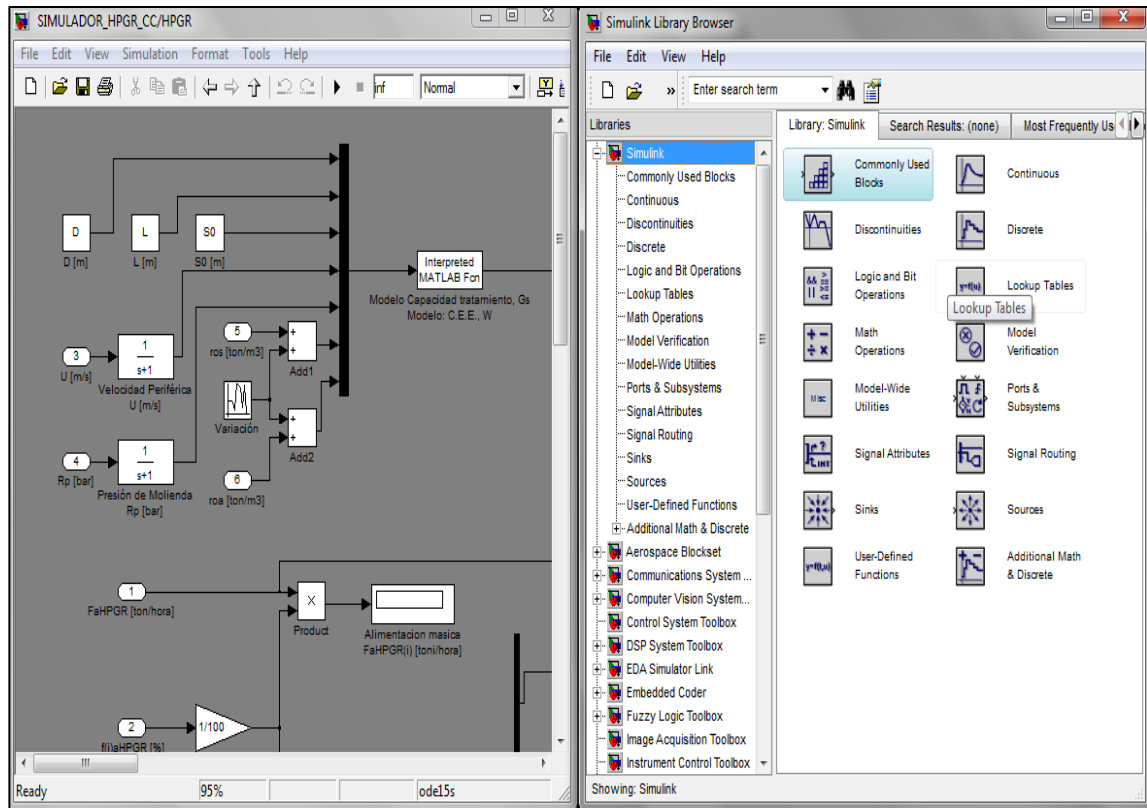 SIMULADOR_HPGR_CC/HPGR
File Edit View Simulation Format Tools Help
inf Normal
D
D [m]
L
L [m]
S0
S0 [m]
Interpreted
MATLAB Fcn
Modelo Capacidad tratamiento, Gs
Modelo: C.E.E., W
3
U [m/s]
1
s+1
Velocidad Periférica
U [m/s]
5
ros [ton/m3]
+
+
Add1
Variación
+
+
Add2
4
Rp [bar]
1
s+1
Presión de Molienda
Rp [bar]
6
roa [ton/m3]
1
FaHPGR [ton/hora]
X
Product
Alimentacion masica
FaHPGR(i) [toni/hora]
2
f(i)aHPGR [%]
1/100
Ready 95% ode15s
Simulink Library Browser
File Edit View Help
» Enter search term
Libraries
Simulink
Commonly Used Blocks
Continuous
Discontinuities
Discrete
Logic and Bit Operations
Lookup Tables
Math Operations
Model Verification
Model-Wide Utilities
Ports & Subsystems
Signal Attributes
Signal Routing
Sinks
Sources
User-Defined Functions
Additional Math & Discrete
Aerospace Blockset
Communications System ...
Computer Vision System...
Control System Toolbox
DSP System Toolbox
EDA Simulator Link
Embedded Coder
Fuzzy Logic Toolbox
Image Acquisition Toolbox
Instrument Control Toolbox
Library: Simulink Search Results: (none) Most Frequently Us
Commonly Used
Blocks
Continuous
Discontinuities
Discrete
Logic and Bit
Operations
y=f(u)
Lookup Tables
Lookup Tables
Math
Operations
Model
Verification
Misc
Model-Wide
Utilities
Ports &
Subsystems
Signal Attributes
Signal Routing
Sinks
Sources
y=f(t,u)
User-Defined
Functions
Additional Math
& Discrete
Showing: Simulink